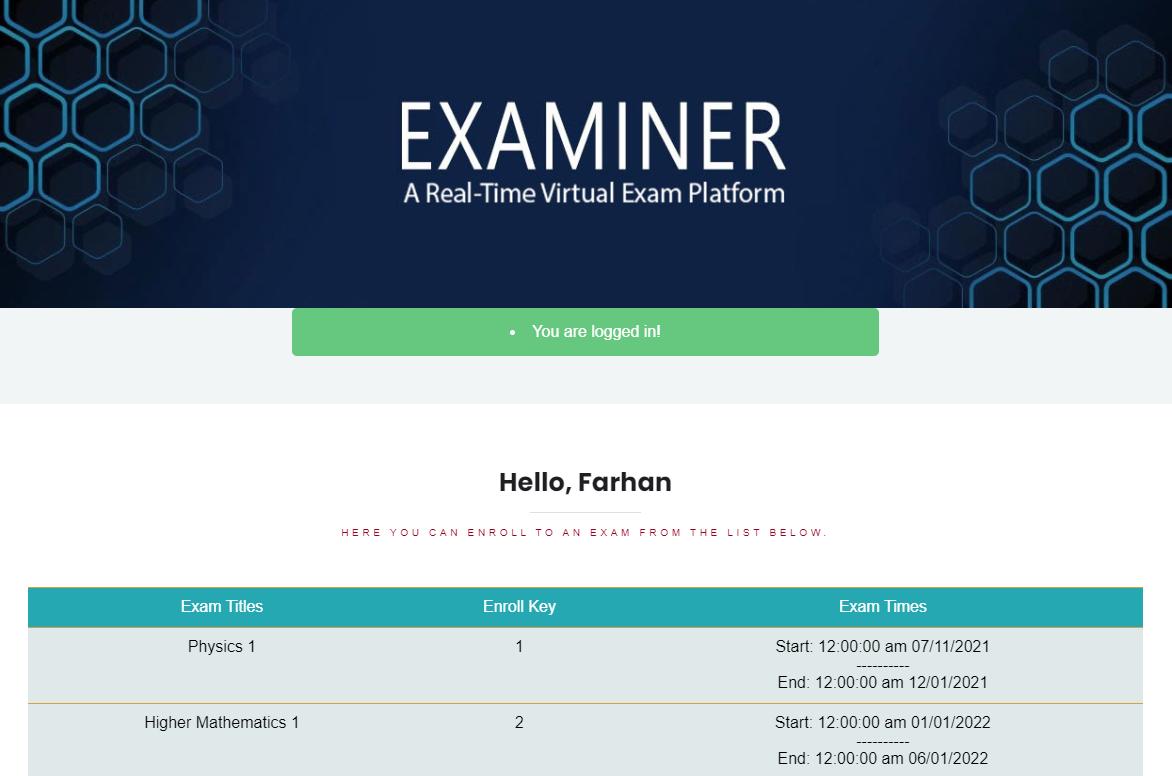 EXAMINER
A Real-Time Virtual Exam Platform
• You are logged in!
Hello, Farhan
HERE YOU CAN ENROLL TO AN EXAM FROM THE LIST BELOW.
Exam Titles Enroll Key Exam Times
Physics 1 1 Start: 12:00:00 am 07/11/2021
----------
End: 12:00:00 am 12/01/2021
Higher Mathematics 1 2 Start: 12:00:00 am 01/01/2022
----------
End: 12:00:00 am 06/01/2022